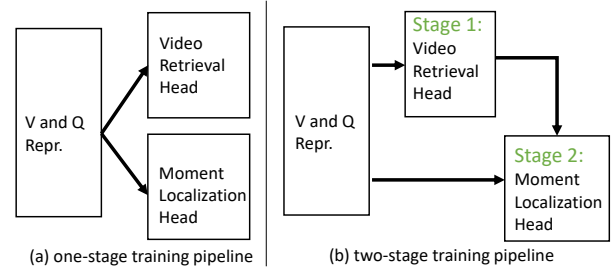 V and Q
Repr.
Video
Retrieval
Head
Moment
Localization
Head
(a) one-stage training pipeline
V and Q
Repr.
Stage 1:
Video
Retrieval
Head
Stage 2:
Moment
Localization
Head
(b) two-stage training pipeline